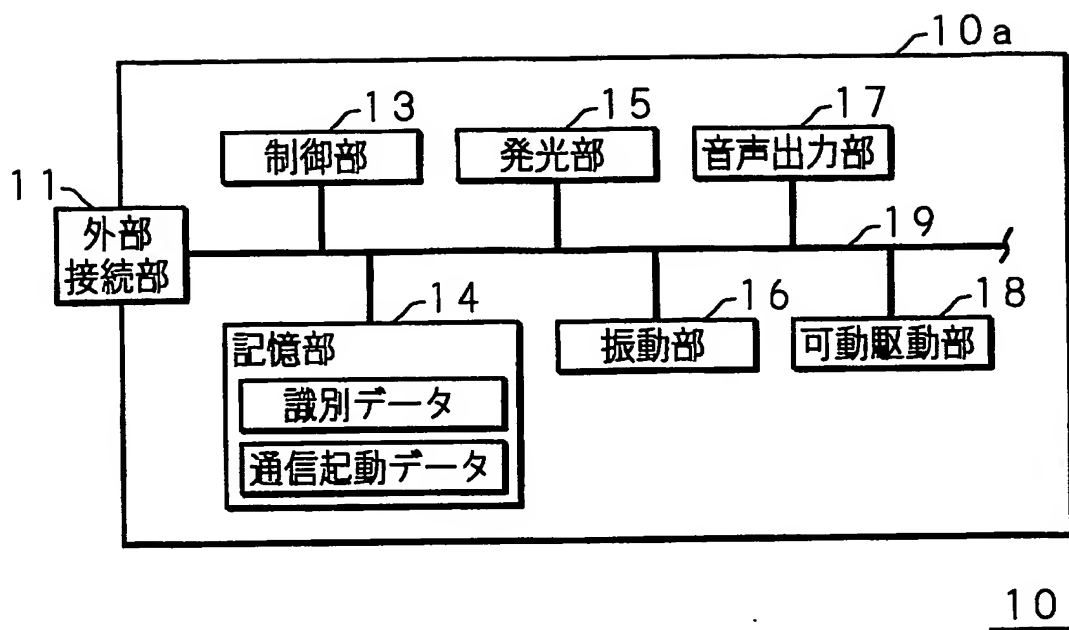 １０ａ
１３
１５
１７
制御部
発光部
音声出力部
１１
外部
接続部
１９
１４
１６
１８
記憶部
振動部
可動駆動部
識別データ
通信起動データ
１０